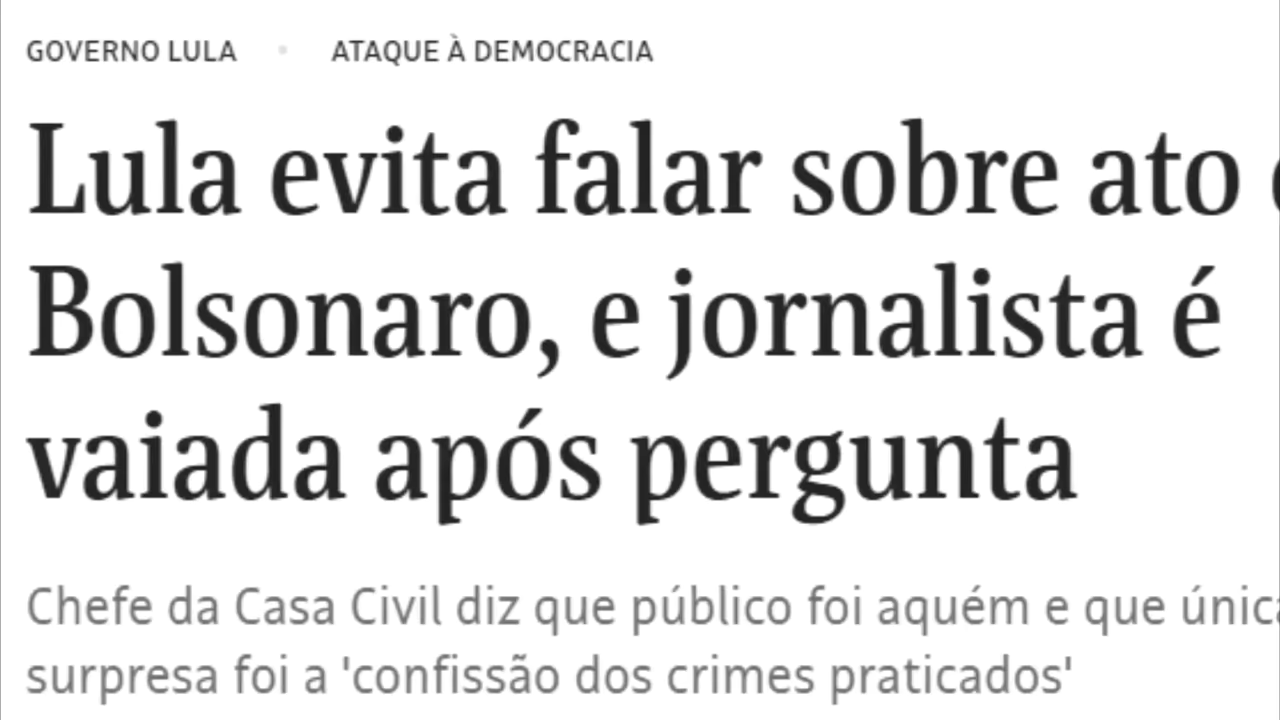 GOVERNO LULA • ATAQUE À DEMOCRACIA
Lula evita falar sobre ato
Bolsonaro, e jornalista é
vaiada após pergunta
Chefe da Casa Civil diz que público foi aquém e que
surpresa foi a 'confissão dos crimes praticados'